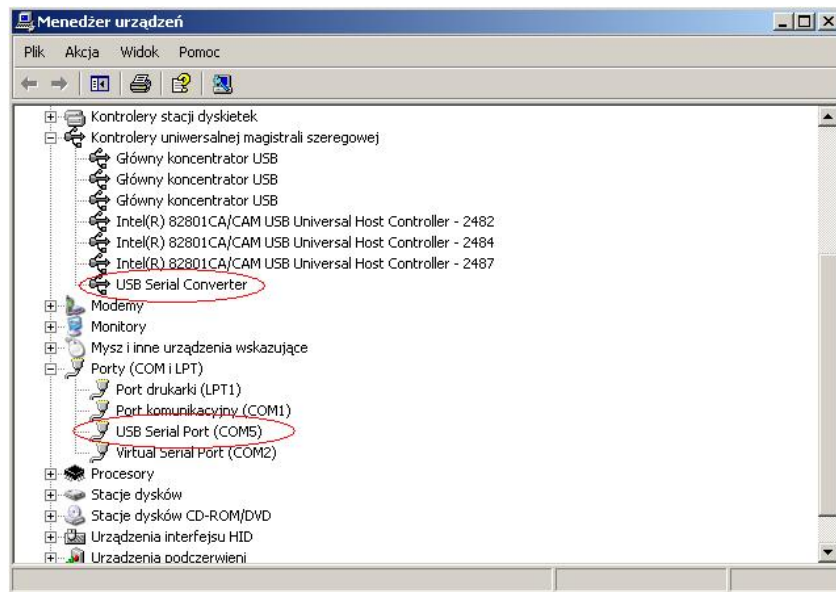 Menedżer urządzeń
Plik Akcja Widok Pomoc
Kontrolery stacji dyskietek
Kontrolery uniwersalnej magistrali szeregowej
Główny koncentrator USB
Główny koncentrator USB
Główny koncentrator USB
Intel(R) 82801CA/CAM USB Universal Host Controller - 2482
Intel(R) 82801CA/CAM USB Universal Host Controller - 2484
Intel(R) 82801CA/CAM USB Universal Host Controller - 2487
USB Serial Converter
Modemy
Monitory
Mysz i inne urządzenia wskazujące
Porty (COM i LPT)
Port drukarki (LPT1)
Port komunikacyjny (COM1)
USB Serial Port (COM5)
Virtual Serial Port (COM2)
Procesory
Stacje dysków
Stacje dysków CD-ROM/DVD
Urządzenia interfejsu HID
Urządzenia podczerwieni